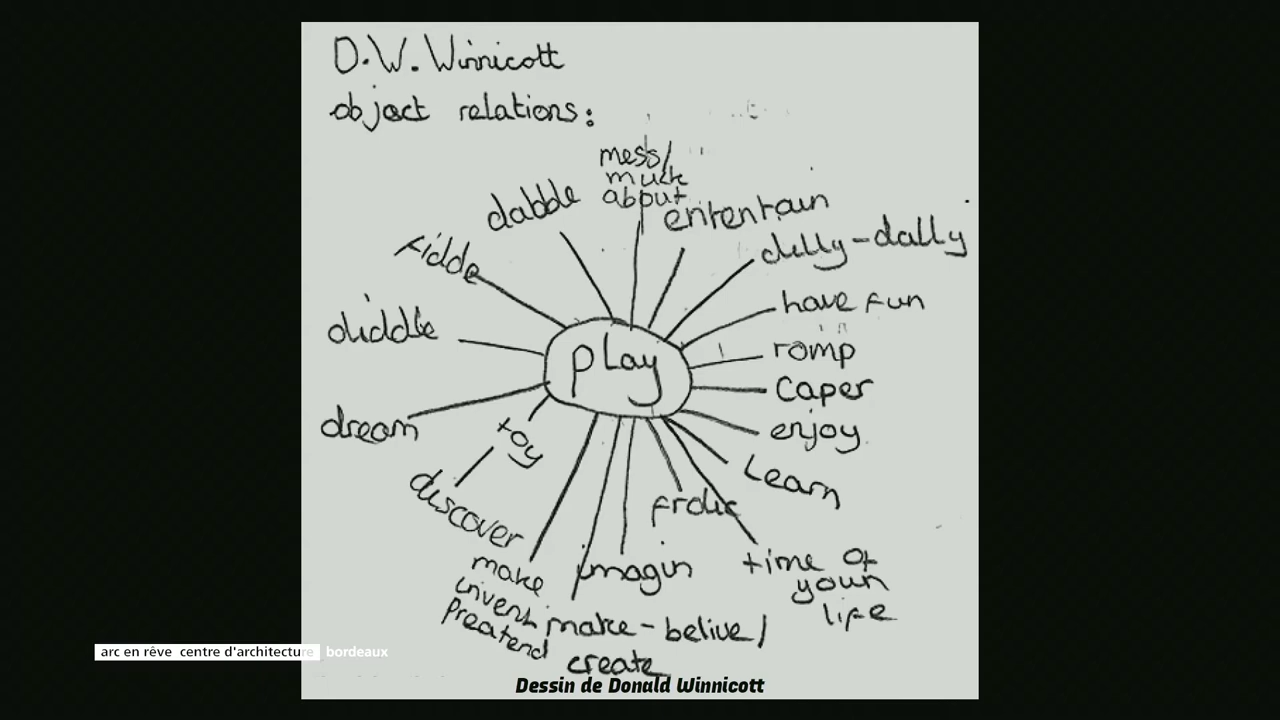 D.W. Winnicott
object relations:
mess/
muck
about
dabble
entertain
fidde
dilly-dally
diddle
have fun
play
romp
caper
enjoy
dream
toy
Learn
discover
frolic
make
invent
Preatend
imagin
time of
youn
life
make-belive/
create
arc en rêve centre d'architecture bordeaux
Dessin de Donald Winnicott